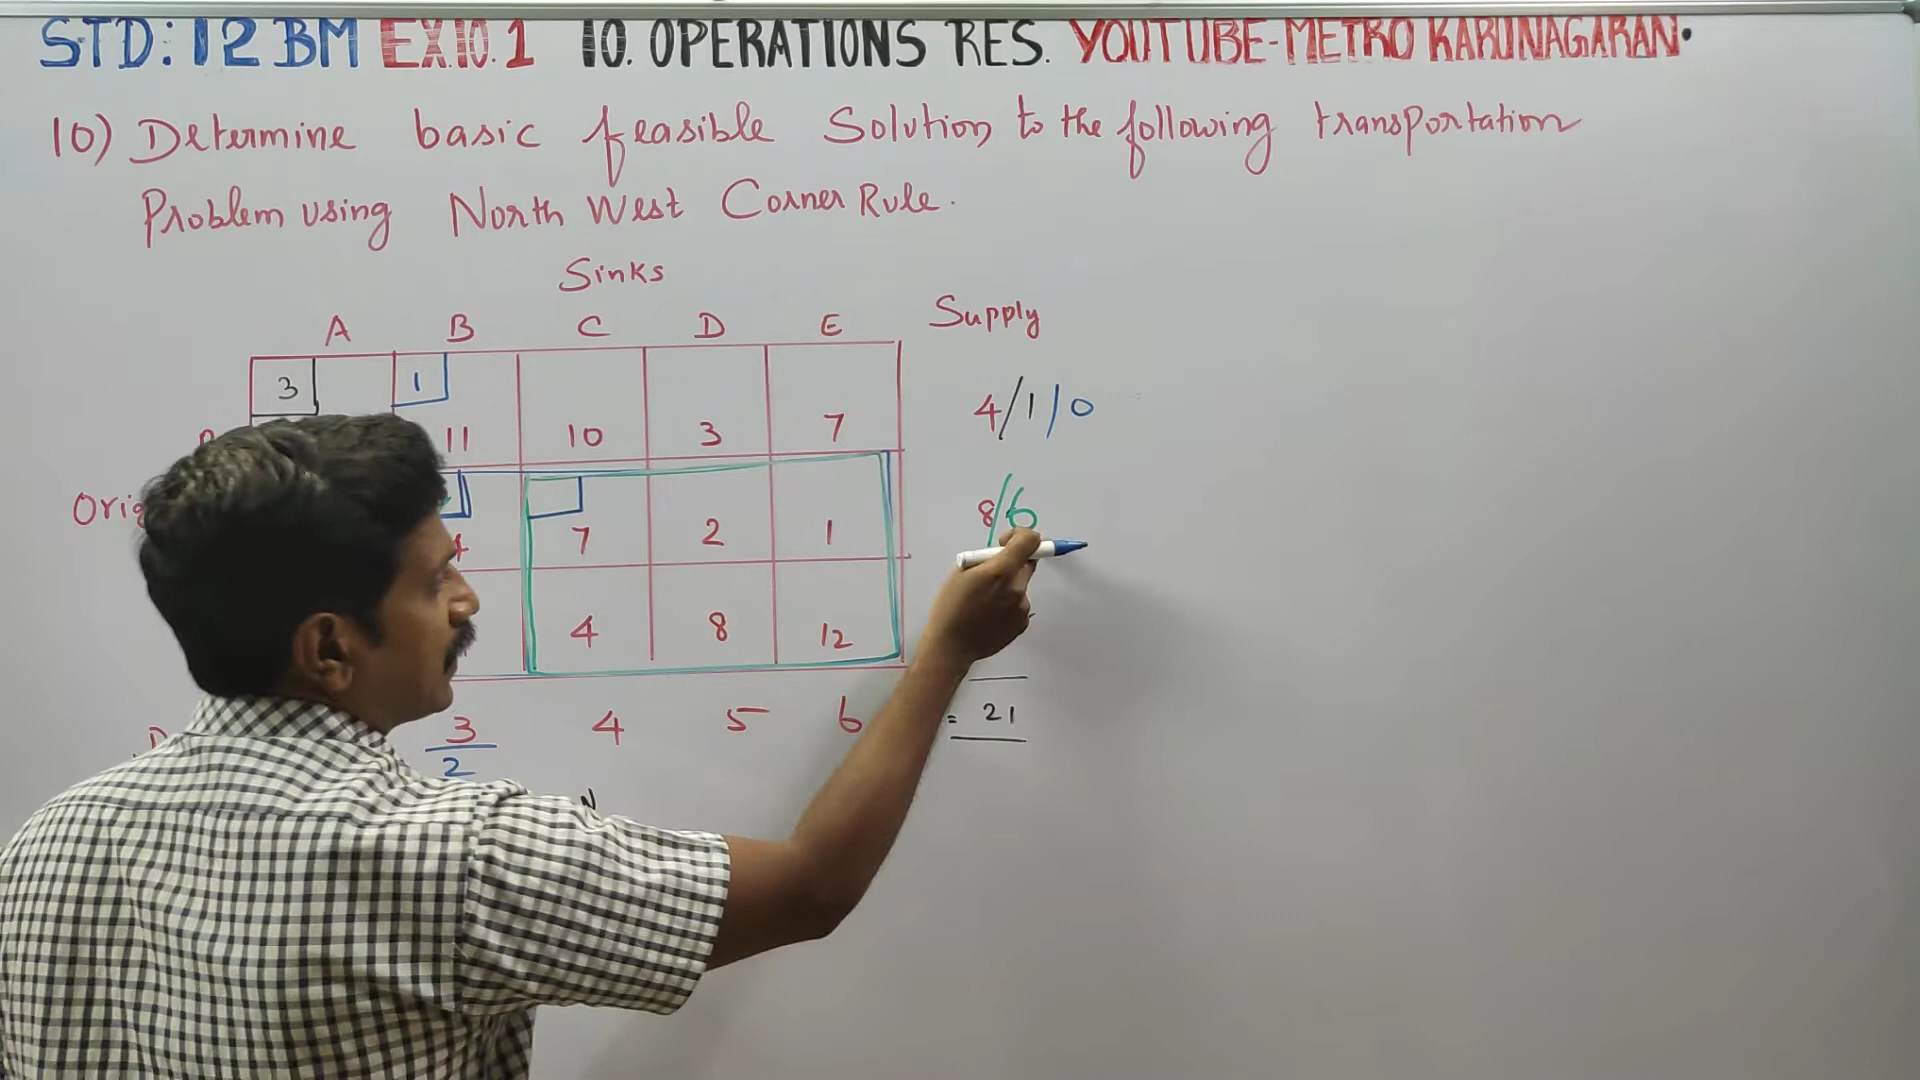 STD: 12 BM EX.10.1 10. OPERATIONS RES. YOUTUBE-METRO KARUNAGARAN.
10) Determine basic feasible Solution to the following transportation
Problem using North West Corner Rule.
Sinks
A B C D E Supply
3 1
11 10 3 7 4/1/0
Orig
7 2 1 8/6
4 8 12
3 4 5 6 = 21
2
N